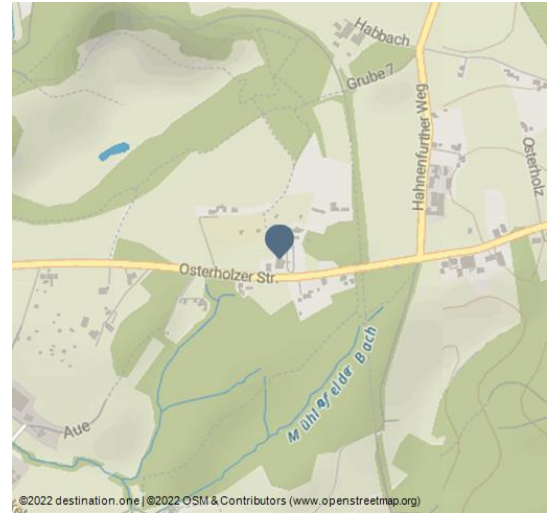 Habbach
Grube 7
Hahnenfurther Weg
Osterholz
Osterholzer Str.
Mühlenfelder Bach
Aue
©2022 destination.one | ©2022 OSM & Contributors (www.openstreetmap.org)